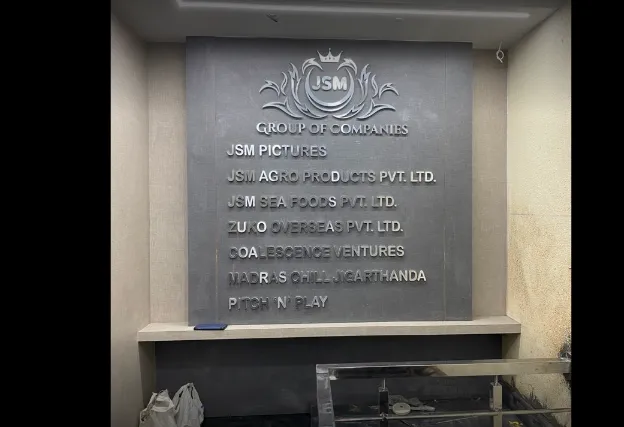 JSM
GROUP OF COMPANIES
JSM PICTURES
JSM AGRO PRODUCTS PVT. LTD.
JSM SEA FOODS PVT. LTD.
ZUKO OVERSEAS PVT. LTD.
COALESCENCE VENTURES
MADRAS CHILL JIGARTHANDA
PITCH 'N' PLAY